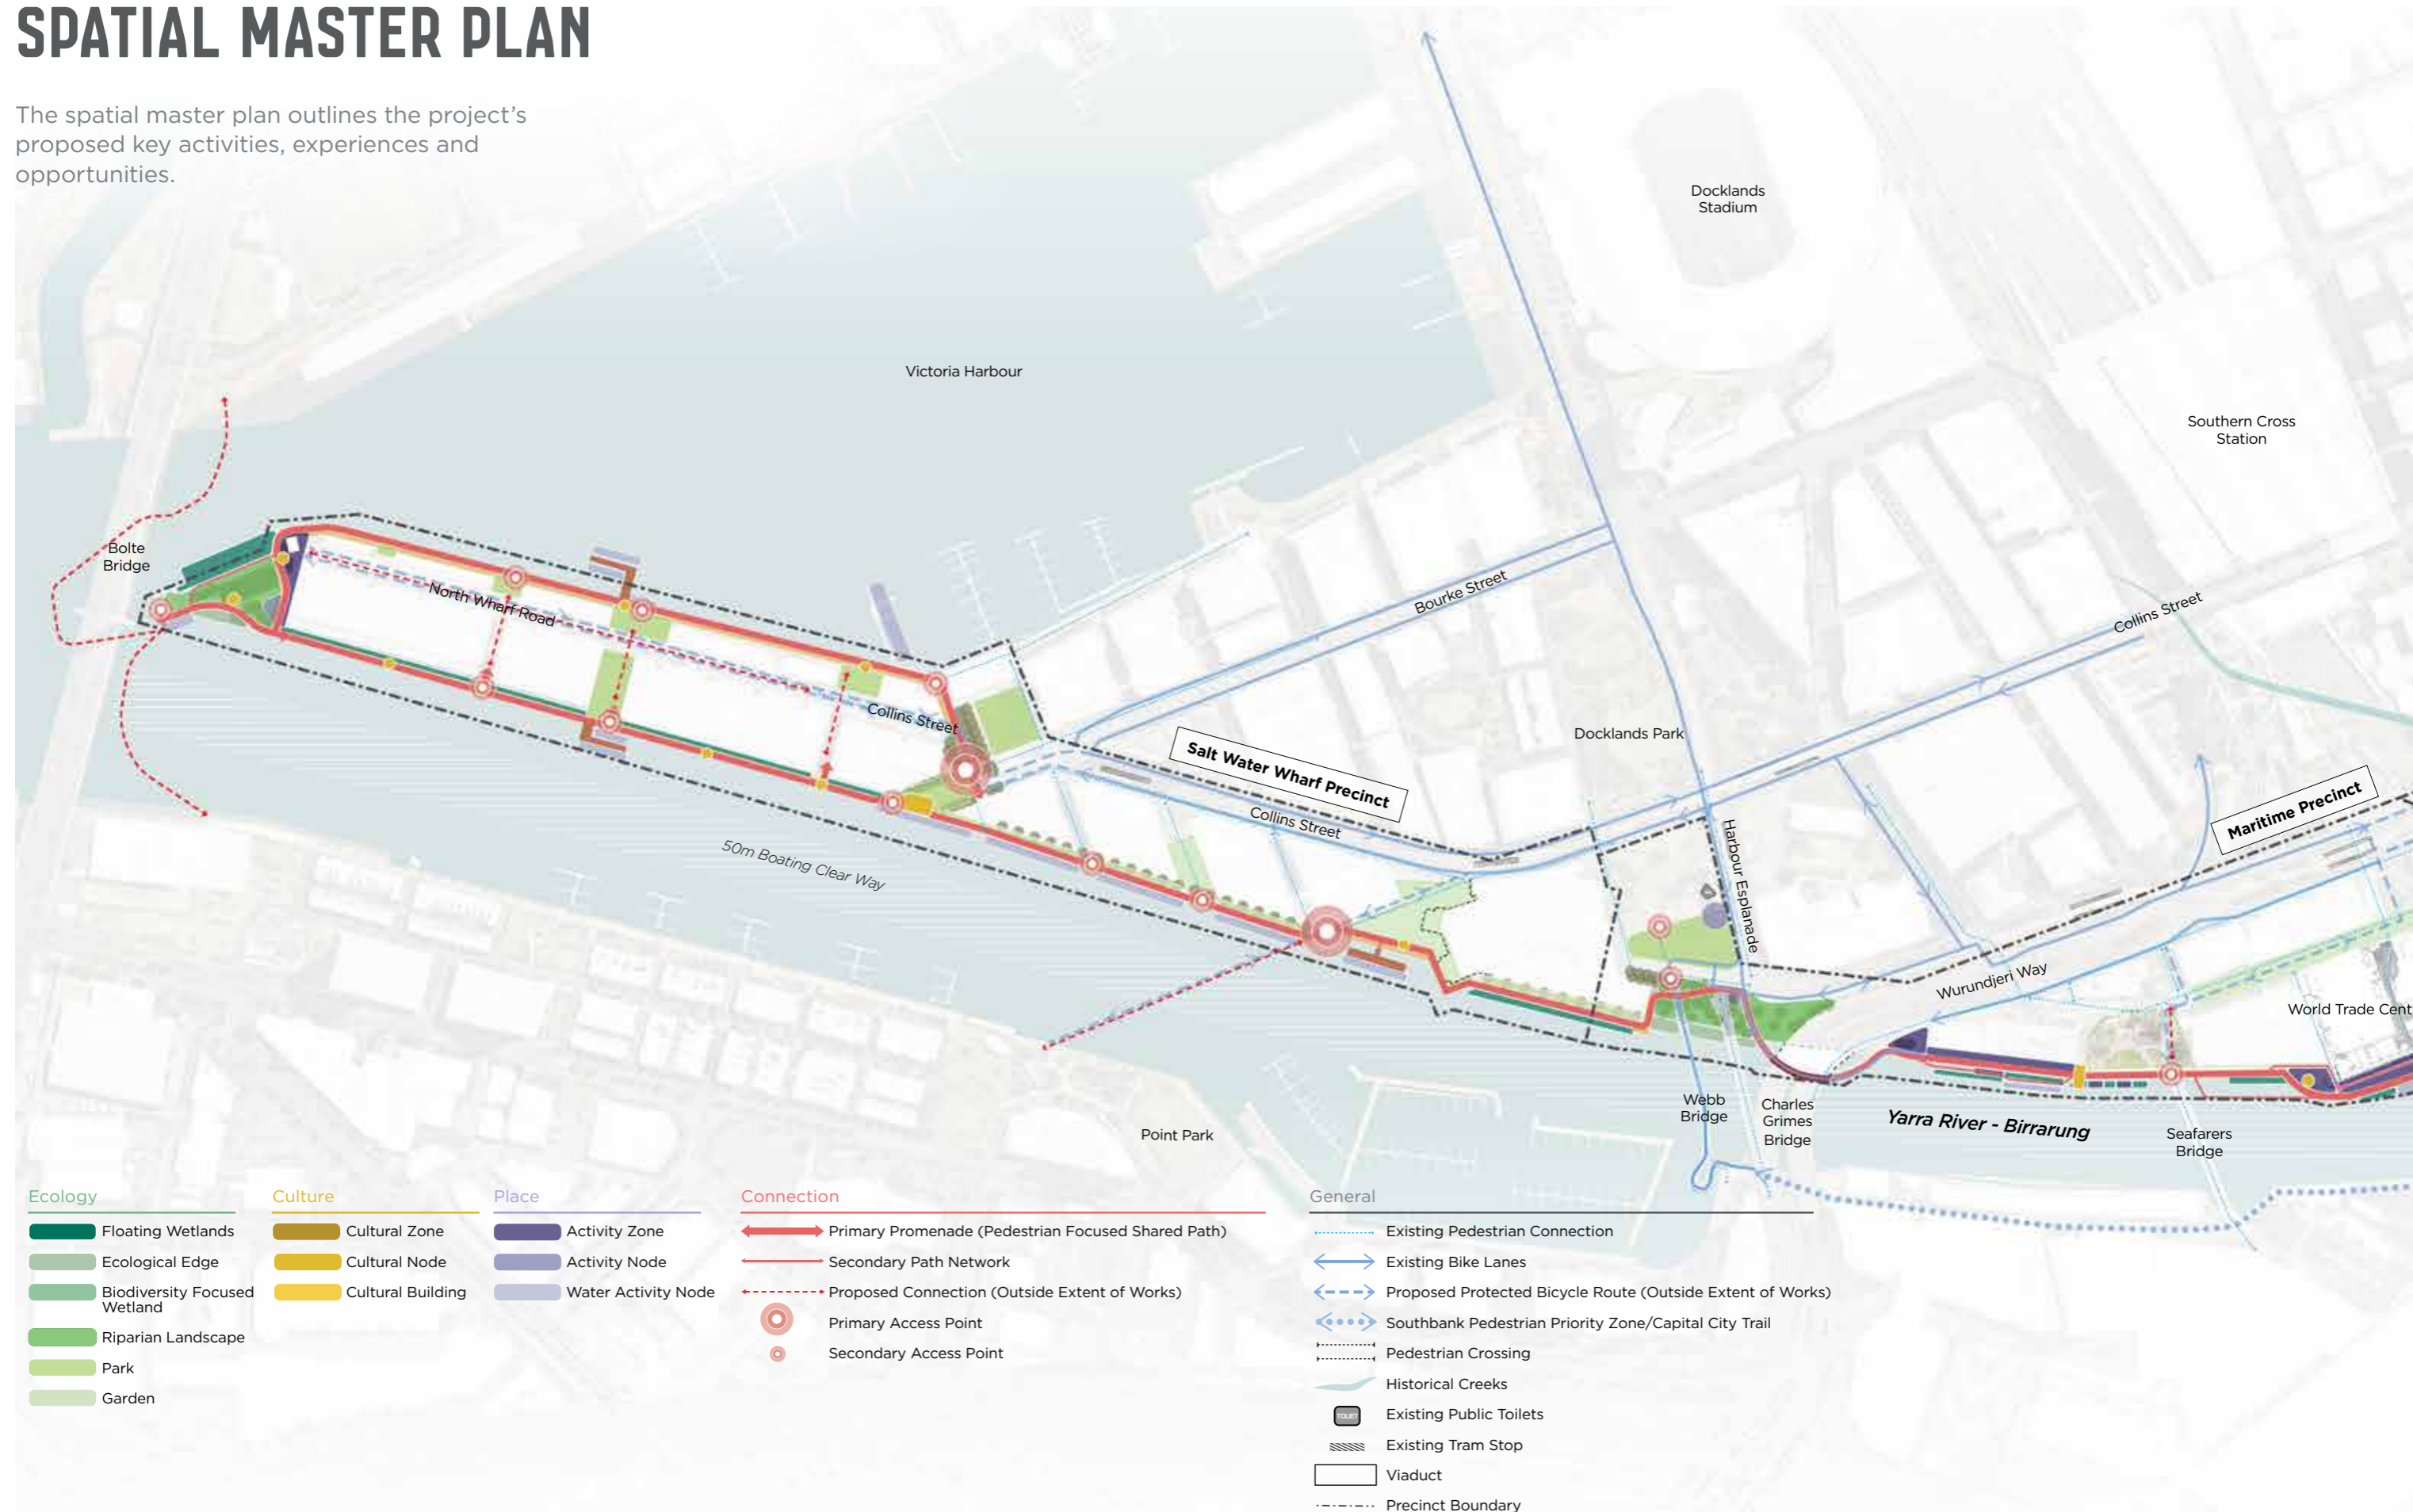 SPATIAL MASTER PLAN
The spatial master plan outlines the project's
proposed key activities, experiences and
opportunities.
Docklands
Stadium
Victoria Harbour
Southern Cross
Station
Bolte
Bridge
North Wharf Road
Bourke Street
Collins Street
Collins Street
Docklands Park
Salt Water Wharf Precinct
Collins Street
Harbour Esplanade
Maritime Precinct
50m Boating Clear Way
Wurundjeri Way
World Trade Cent
Webb
Bridge
Charles
Grimes
Bridge
Yarra River - Birrarung
Seafarers
Bridge
Point Park
Ecology
Floating Wetlands
Ecological Edge
Biodiversity Focused
Wetland
Riparian Landscape
Park
Garden
Culture
Cultural Zone
Cultural Node
Cultural Building
Place
Activity Zone
Activity Node
Water Activity Node
Connection
Primary Promenade (Pedestrian Focused Shared Path)
Secondary Path Network
Proposed Connection (Outside Extent of Works)
Primary Access Point
Secondary Access Point
General
Existing Pedestrian Connection
Existing Bike Lanes
Proposed Protected Bicycle Route (Outside Extent of Works)
Southbank Pedestrian Priority Zone/Capital City Trail
Pedestrian Crossing
Historical Creeks
TOILET
Existing Public Toilets
Existing Tram Stop
Viaduct
Precinct Boundary